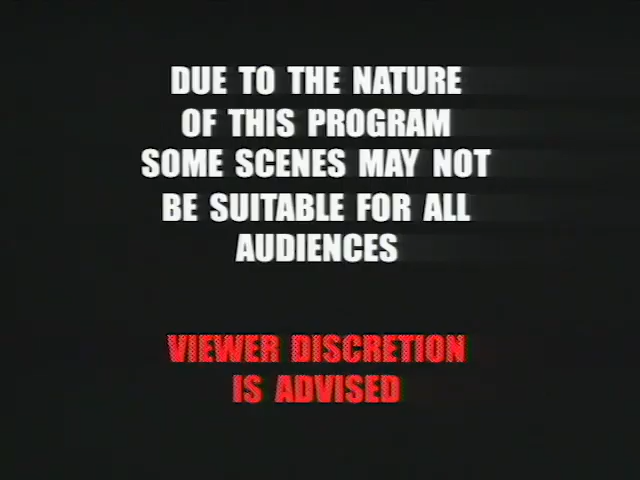 DUE TO THE NATURE
OF THIS PROGRAM
SOME SCENES MAY NOT
BE SUITABLE FOR ALL
AUDIENCES
VIEWER DISCRETION
IS ADVISED